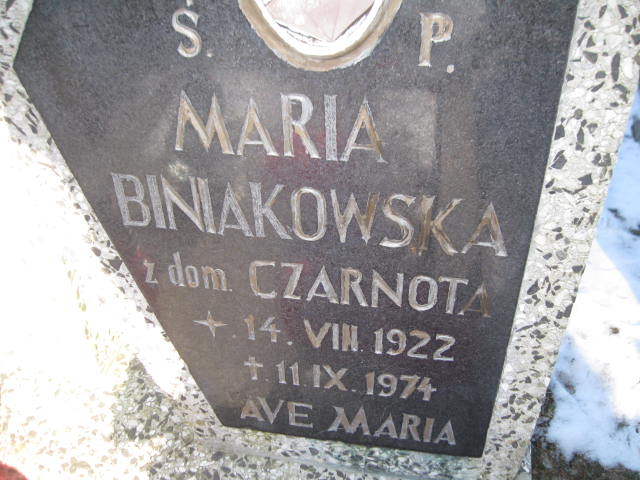 Ś. P.
MARIA
BINIAKOWSKA
z dom. CZARNOTA
14. VIII. 1922
† 11 IX. 1974
AVE MARIA